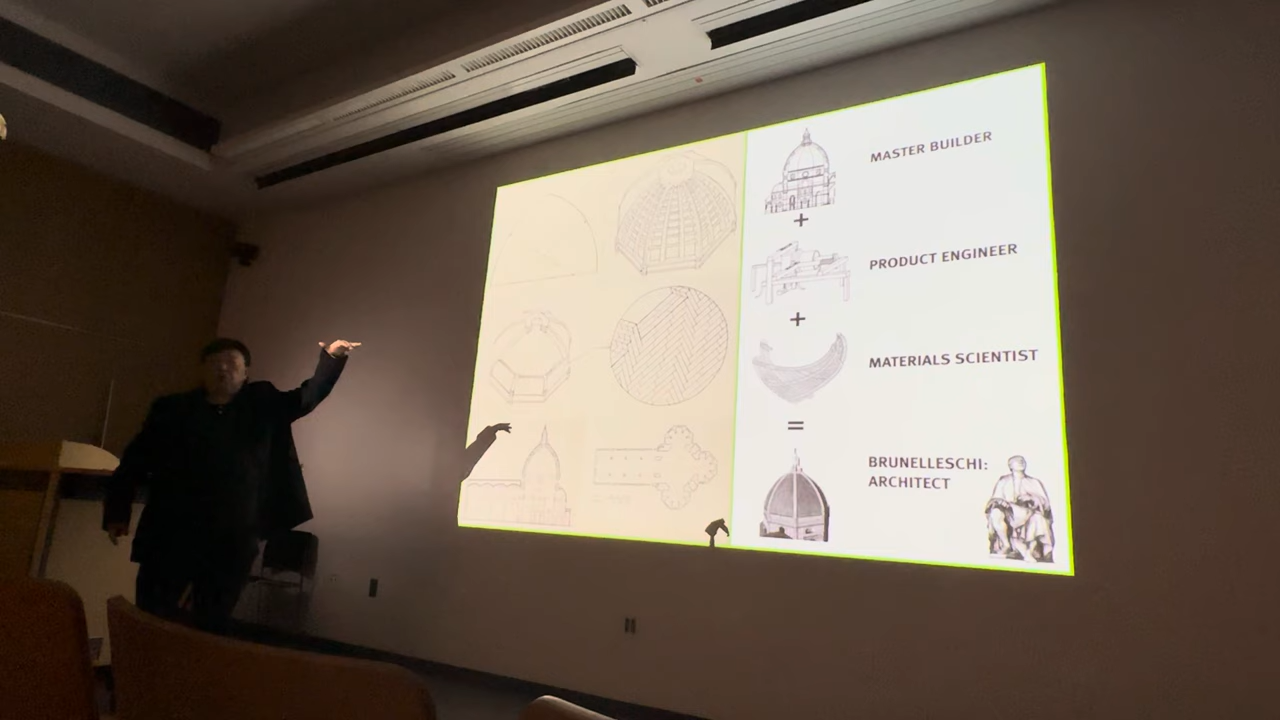 MASTER BUILDER
+
PRODUCT ENGINEER
+
MATERIALS SCIENTIST
=
BRUNELLESCHI:
ARCHITECT